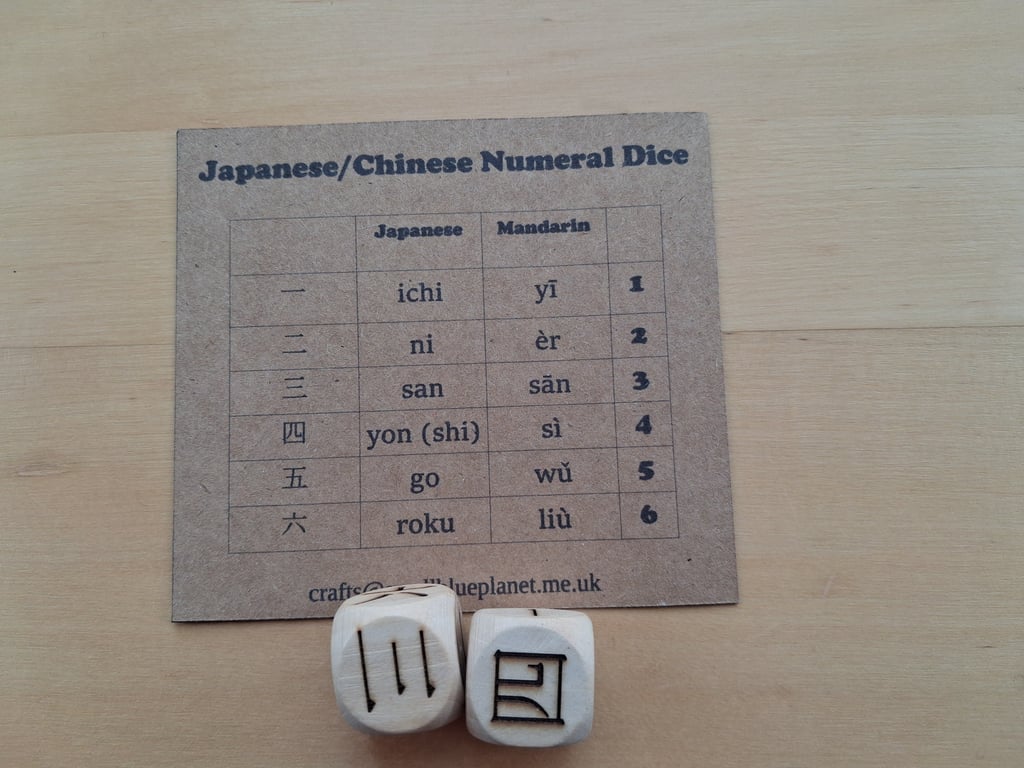 Japanese/Chinese Numeral Dice
Japanese Mandarin
一 ichi yī 1
二 ni èr 2
三 san sān 3
四 yon (shi) sì 4
五 go wǔ 5
六 roku liù 6
三 四